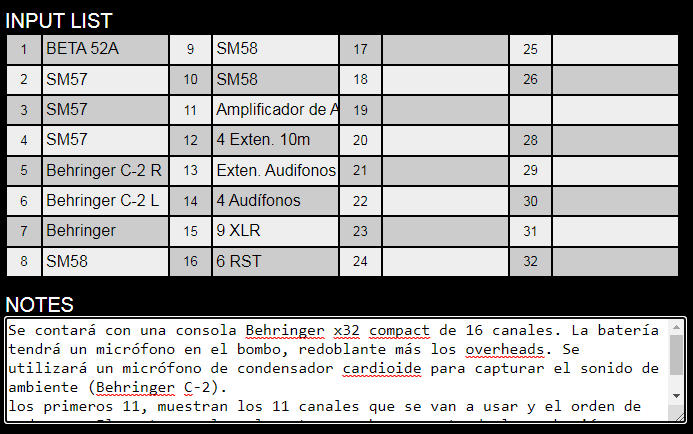 INPUT LIST
1 BETA 52A 9 SM58 17 25
2 SM57 10 SM58 18 26
3 SM57 11 Amplificador de A 19
4 SM57 12 4 Exten. 10m 20 28
5 Behringer C-2 R 13 Exten. Audifonos 21 29
6 Behringer C-2 L 14 4 Audífonos 22 30
7 Behringer 15 9 XLR 23 31
8 SM58 16 6 RST 24 32
NOTES
Se contará con una consola Behringer x32 compact de 16 canales. La batería
tendrá un micrófono en el bombo, redoblante más los overheads. Se
utilizará un micrófono de condensador cardioide para capturar el sonido de
ambiente (Behringer C-2).
los primeros 11, muestran los 11 canales que se van a usar y el orden de